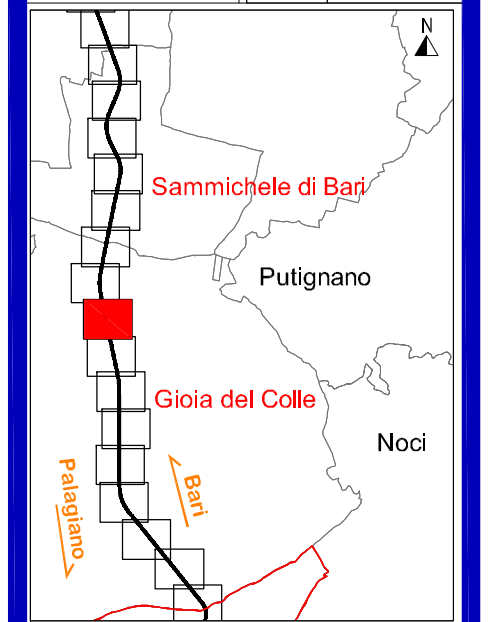 N
Sammichele di Bari
Putignano
Gioia del Colle
Noci
Palagiano
Bari